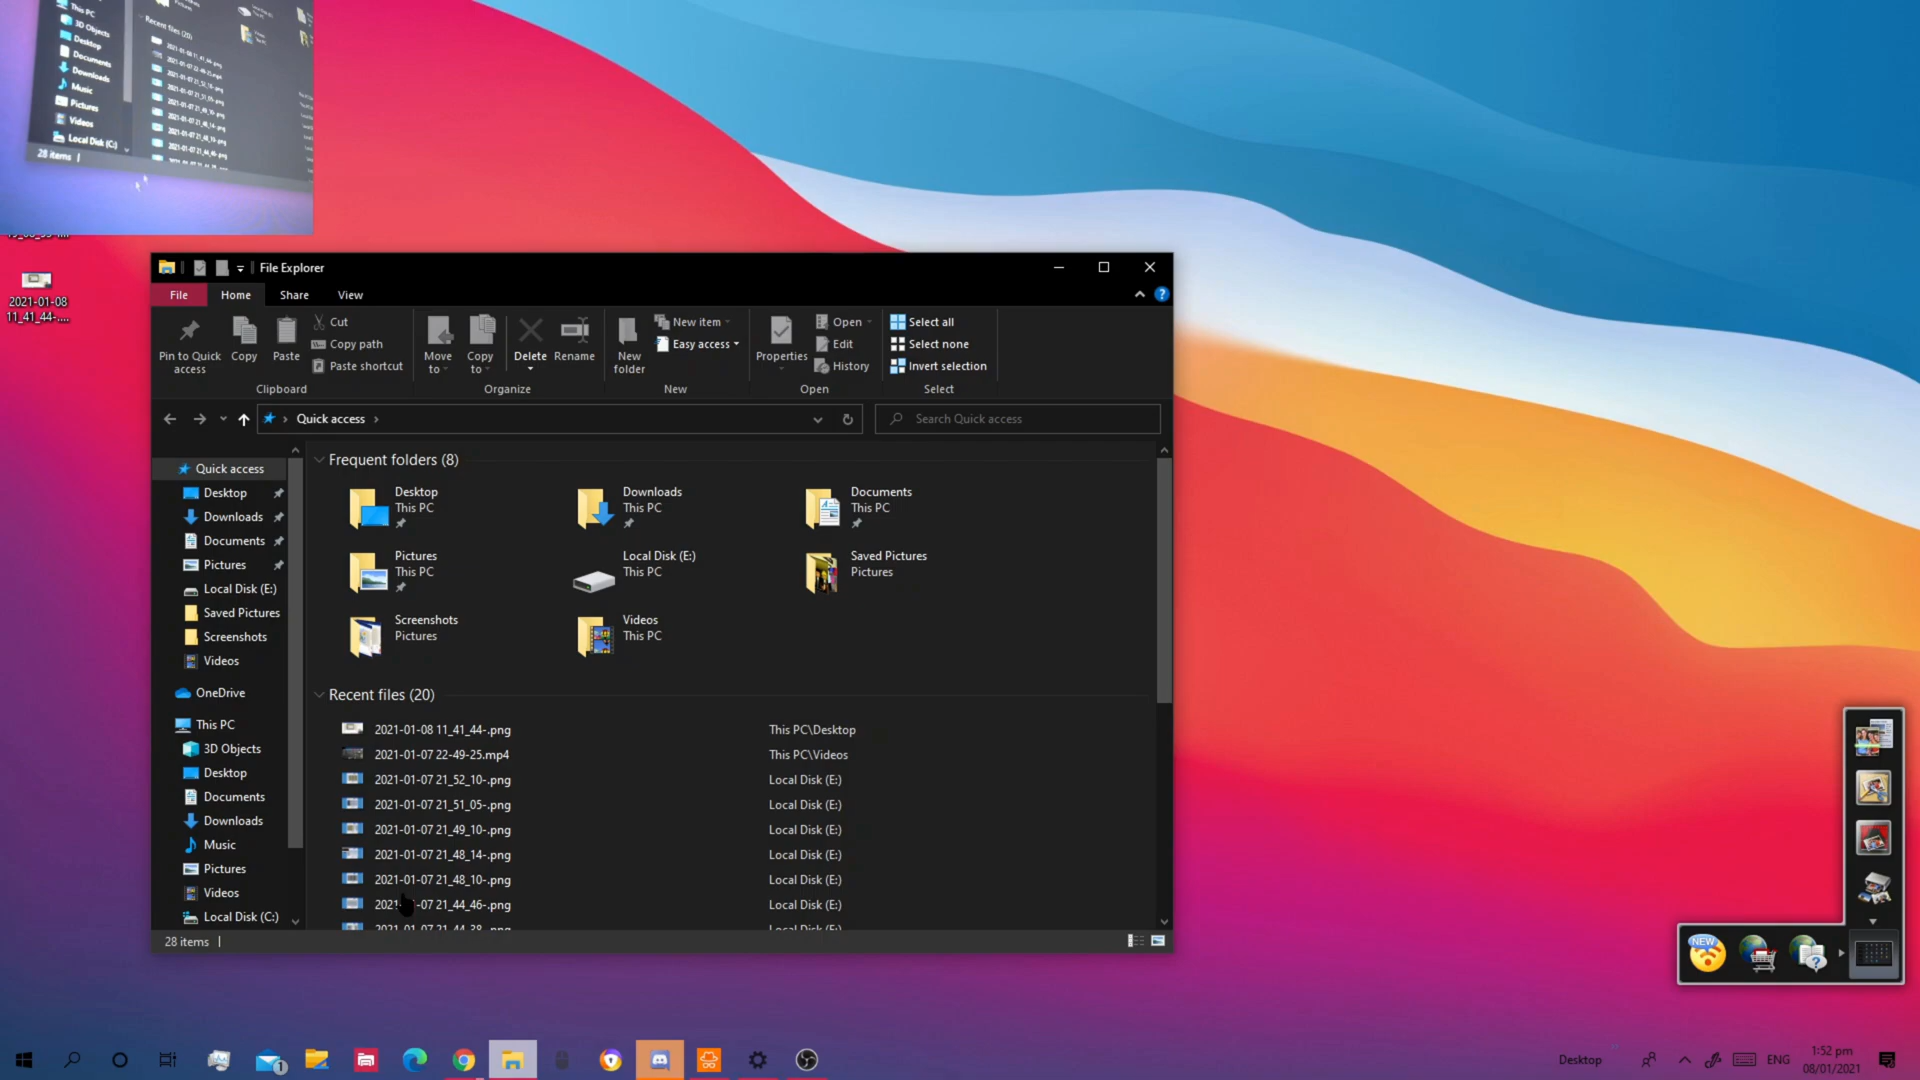 This PC
3D Objects
Desktop
Documents
Downloads
Music
Pictures
Videos
Local Disk (C:)
28 items
Recent files (20)
2021-01-08
11_41_44-....
File Explorer
File
Home
Share
View
Pin to Quick
access
Copy
Paste
Cut
Copy path
Paste shortcut
Clipboard
Move
to
Copy
to
Delete
Rename
Organize
New
folder
New item
Easy access
New
Properties
Open
Edit
History
Open
Select all
Select none
Invert selection
Select
Quick access
Search Quick access
Quick access
Desktop
Downloads
Documents
Pictures
Local Disk (E:)
Saved Pictures
Screenshots
Videos
OneDrive
This PC
3D Objects
Desktop
Documents
Downloads
Music
Pictures
Videos
Local Disk (C:)
Frequent folders (8)
Desktop
This PC
Downloads
This PC
Documents
This PC
Pictures
This PC
Local Disk (E:)
This PC
Saved Pictures
Pictures
Screenshots
Pictures
Videos
This PC
Recent files (20)
2021-01-08 11_41_44-.png This PC\Desktop
2021-01-07 22-49-25.mp4 This PC\Videos
2021-01-07 21_52_10-.png Local Disk (E:)
2021-01-07 21_51_05-.png Local Disk (E:)
2021-01-07 21_49_10-.png Local Disk (E:)
2021-01-07 21_48_14-.png Local Disk (E:)
2021-01-07 21_48_10-.png Local Disk (E:)
2021-01-07 21_44_46-.png Local Disk (E:)
28 items
NEW
1
Desktop
ENG
1:52 pm
08/01/2021